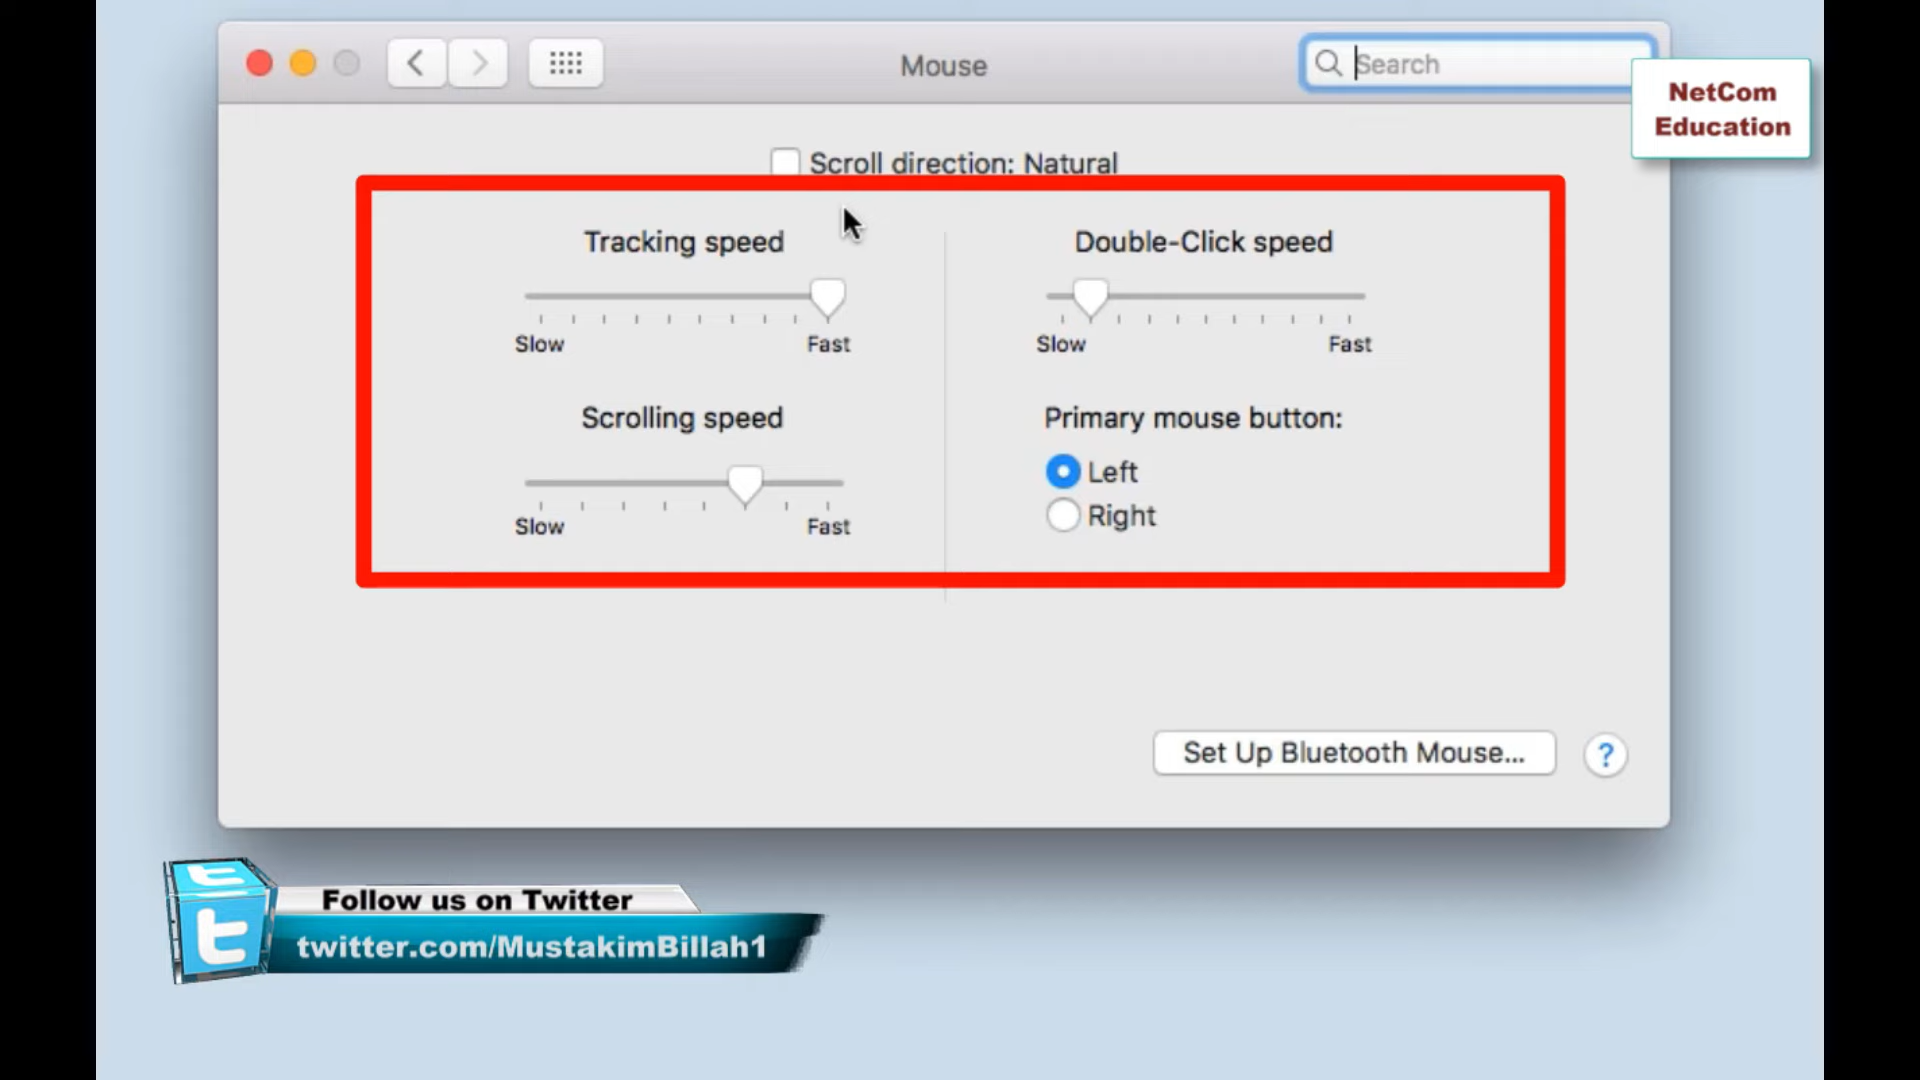 Mouse
Search
NetCom
Education
Scroll direction: Natural
Tracking speed
Slow
Fast
Double-Click speed
Slow
Fast
Scrolling speed
Slow
Fast
Primary mouse button:
Left
Right
Set Up Bluetooth Mouse...
?
Follow us on Twitter
twitter.com/MustakimBillah1